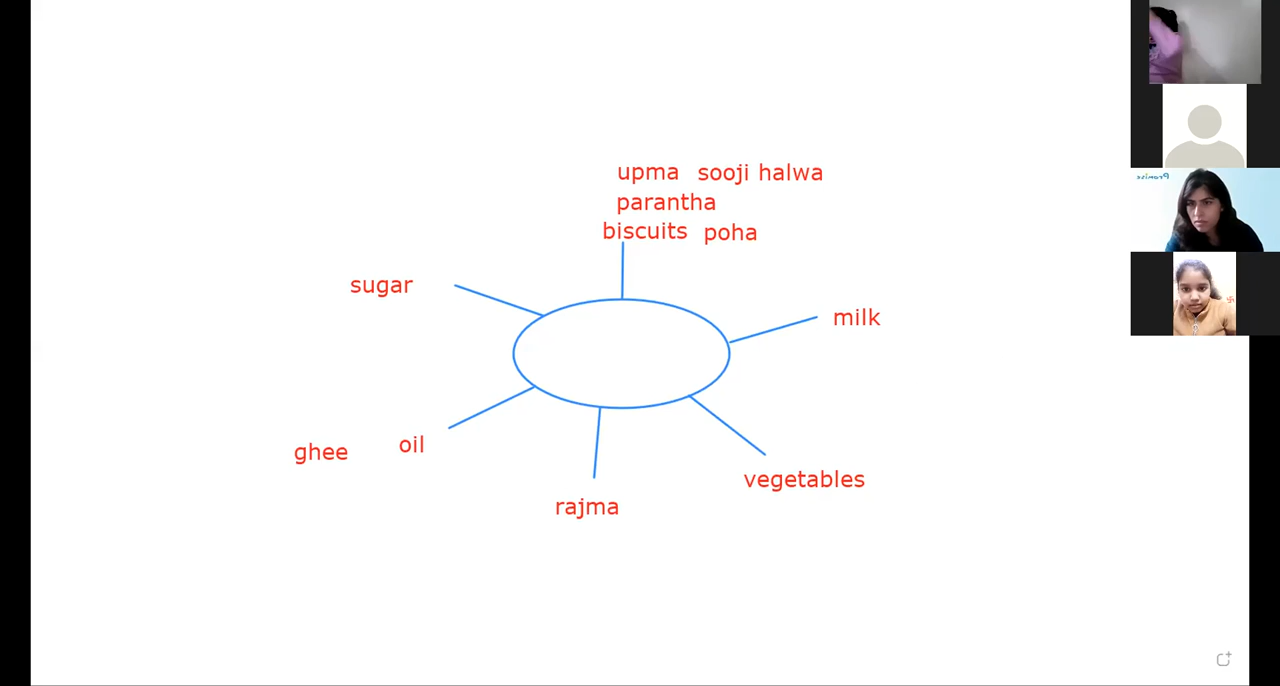 upma sooji halwa
parantha
biscuits poha
sugar
milk
ghee oil
vegetables
rajma